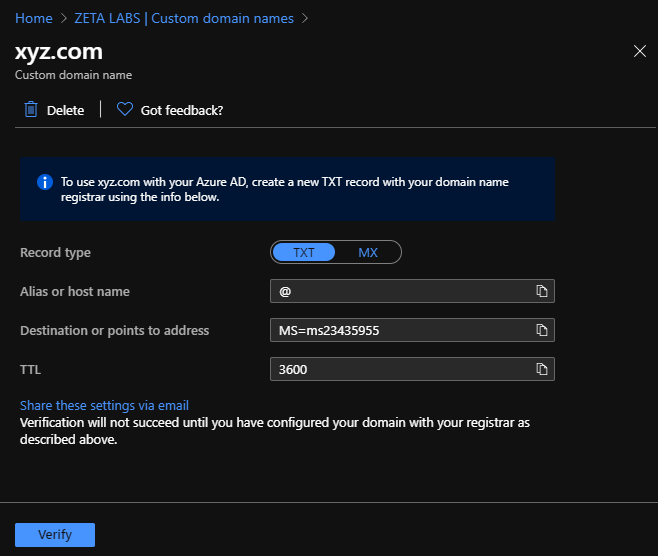 Home > ZETA LABS | Custom domain names >
xyz.com
Custom domain name
Delete | Got feedback?
To use xyz.com with your Azure AD, create a new TXT record with your domain name
registrar using the info below.
Record type TXT MX
Alias or host name @
Destination or points to address MS=ms23435955
TTL 3600
Share these settings via email
Verification will not succeed until you have configured your domain with your registrar as
described above.
Verify